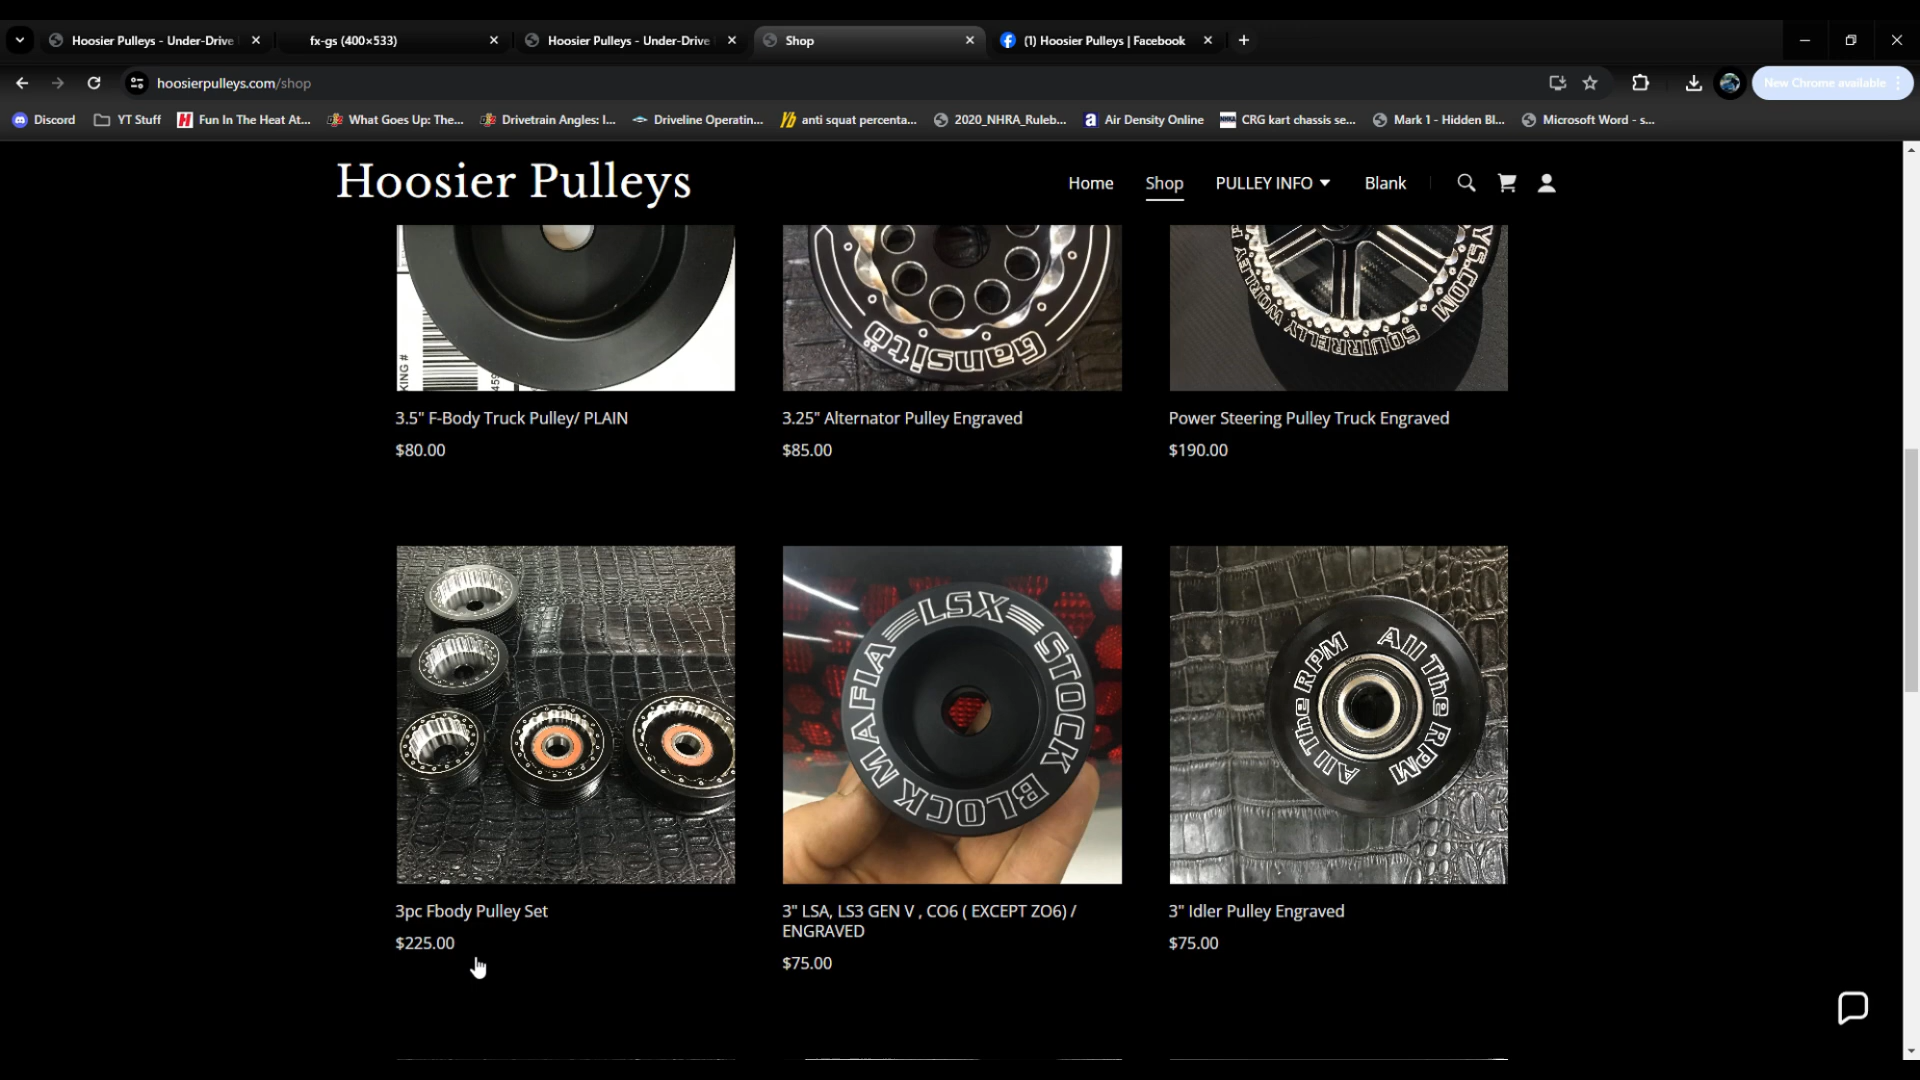 Hoosier Pulleys - Under-Drive
fx-gs (400×533)
Hoosier Pulleys - Under-Drive
Shop
(1) Hoosier Pulleys | Facebook
hoosierpulleys.com/shop
New Chrome available
Discord
YT Stuff
Fun In The Heat At...
What Goes Up: The...
Drivetrain Angles: I...
Driveline Operatin...
anti squat percenta...
2020_NHRA_Ruleb...
Air Density Online
CRG kart chassis se...
Mark 1 - Hidden Bl...
Microsoft Word - s...
Hoosier Pulleys
Home
Shop
PULLEY INFO
Blank
KING #
459
Gansito
SQUIRRELLY WORLEY
YS.COM
3.5" F-Body Truck Pulley/ PLAIN
$80.00
3.25" Alternator Pulley Engraved
$85.00
Power Steering Pulley Truck Engraved
$190.00
LSX
STOCK BLOCK MAFIA
All The RPM
All The RPM
3pc Fbody Pulley Set
$225.00
3" LSA, LS3 GEN V , CO6 ( EXCEPT ZO6) /
ENGRAVED
$75.00
3" Idler Pulley Engraved
$75.00